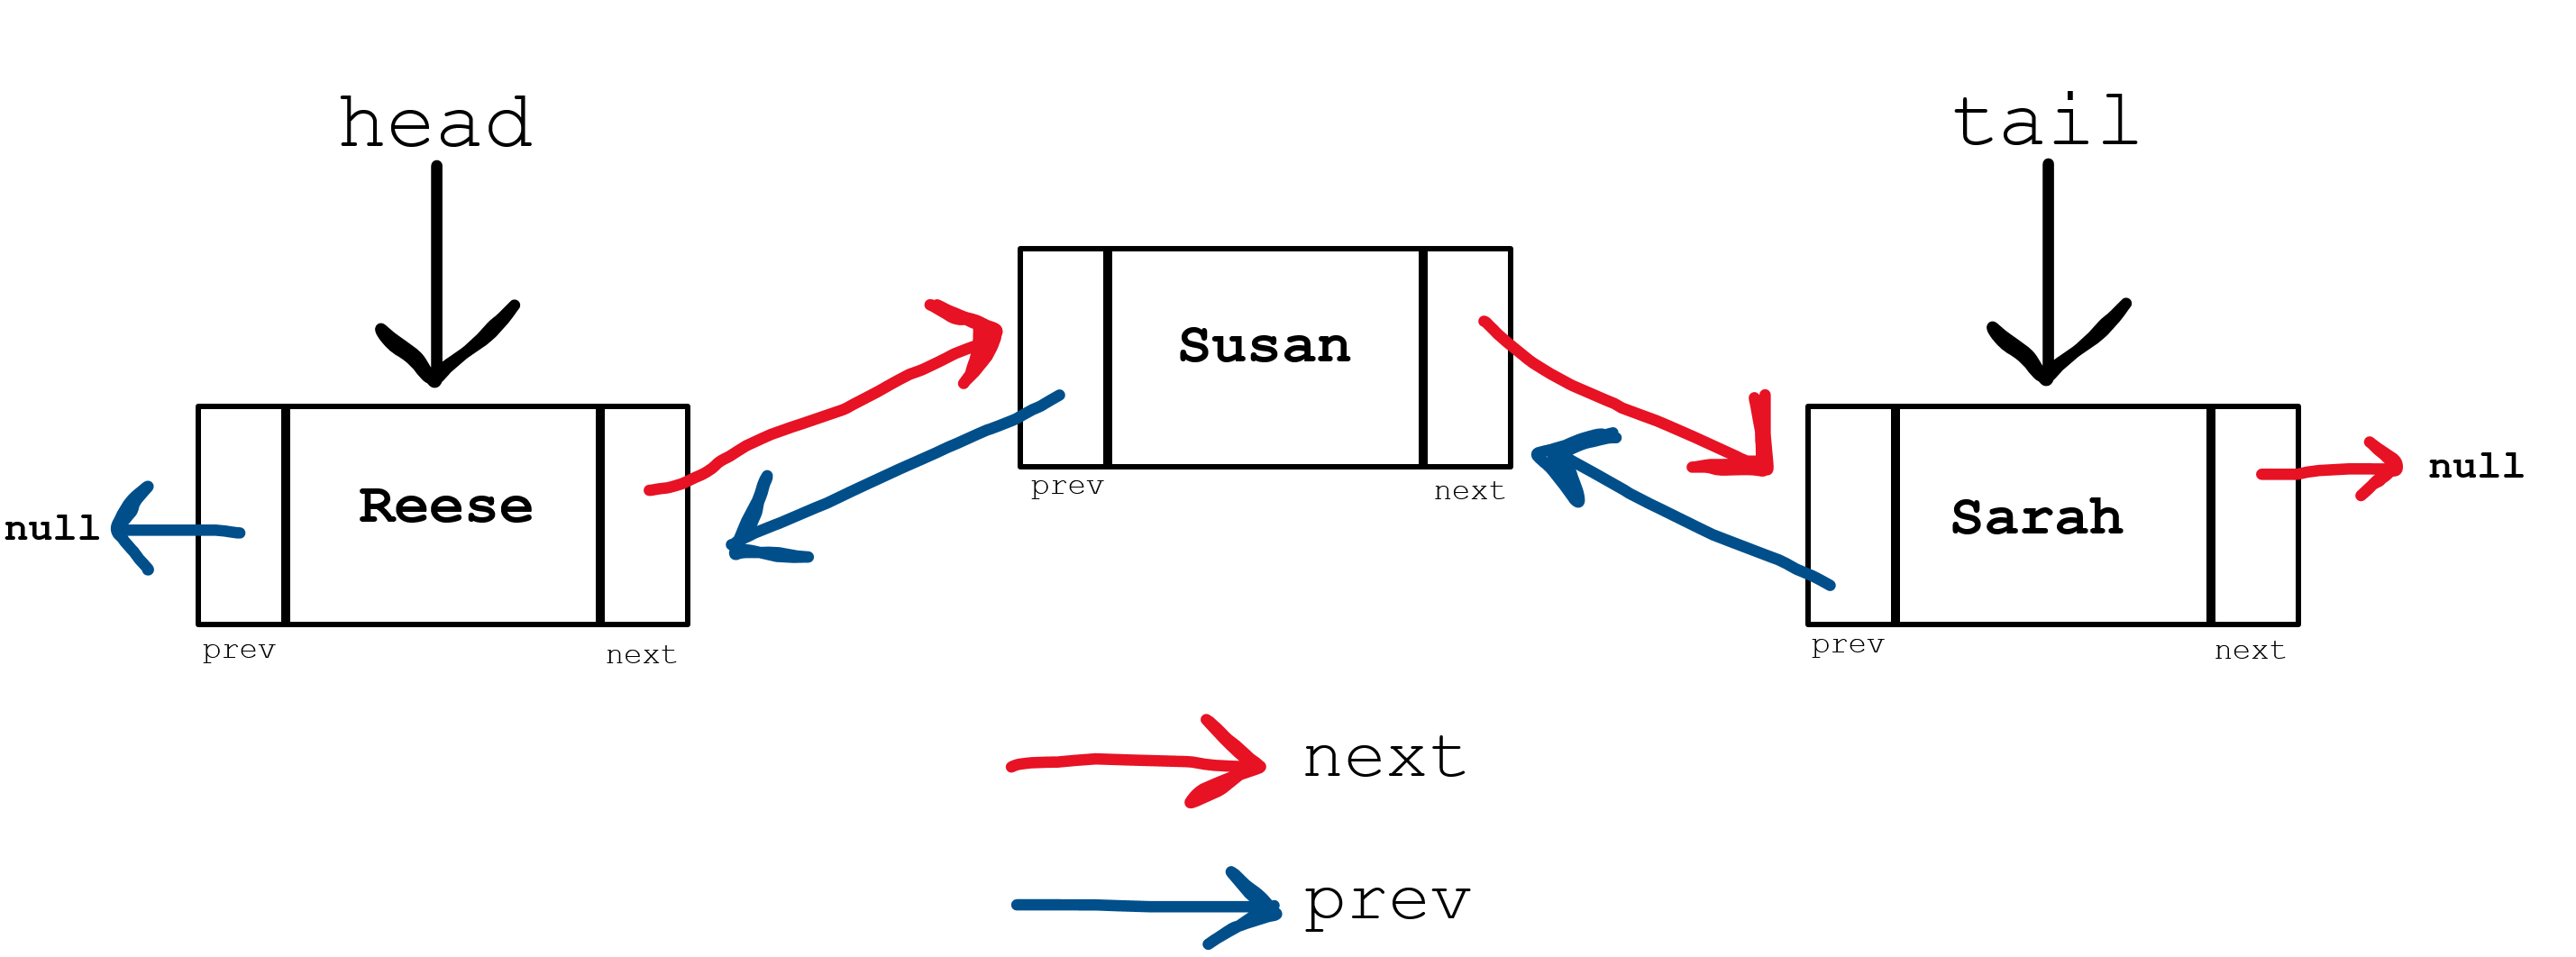 head
tail
Susan
prev
next
null
Reese
prev
next
Sarah
null
prev
next
next
prev